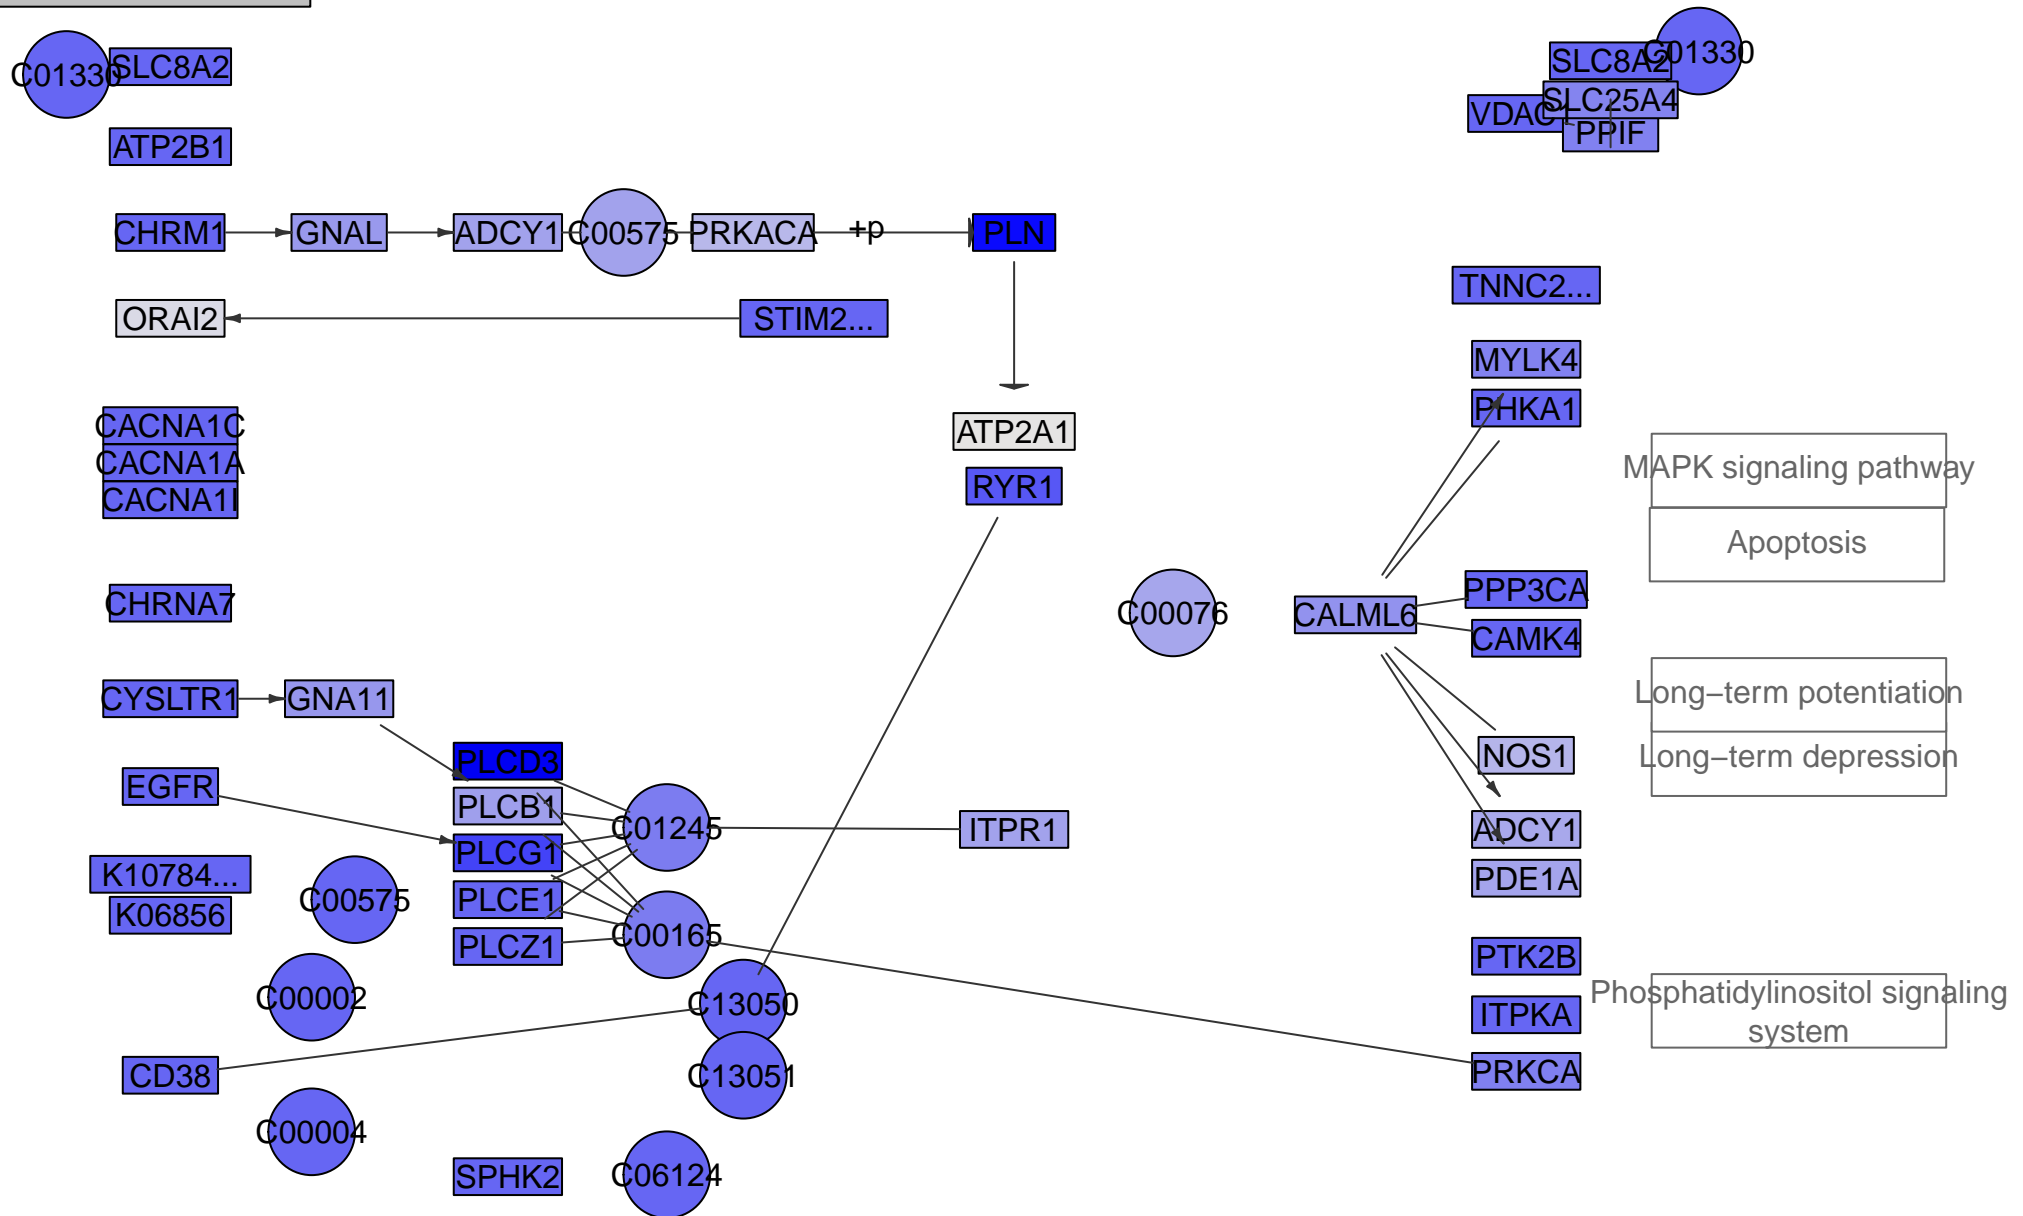 C01330
SLC8A2
SLC8A2
C01330
SLC25A4
VDAC1
PPIF
ATP2B1
CHRM1
GNAL
ADCY1
C00575
PRKACA
+p
PLN
TNNC2...
ORAI2
STIM2...
MYLK4
PHKA1
CACNA1C
CACNA1A
CACNA1I
ATP2A1
RYR1
MAPK signaling pathway
Apoptosis
CHRNA7
C00076
CALML6
PPP3CA
CAMK4
CYSLTR1
GNA11
Long–term potentiation
Long–term depression
NOS1
PLCD3
EGFR
PLCB1
C01245
ITPR1
ADCY1
PLCG1
PDE1A
K10784...
K06856
C00575
PLCE1
PLCZ1
C00165
PTK2B
C00002
C13050
ITPKA
Phosphatidylinositol signaling
system
CD38
C13051
PRKCA
C00004
SPHK2
C06124